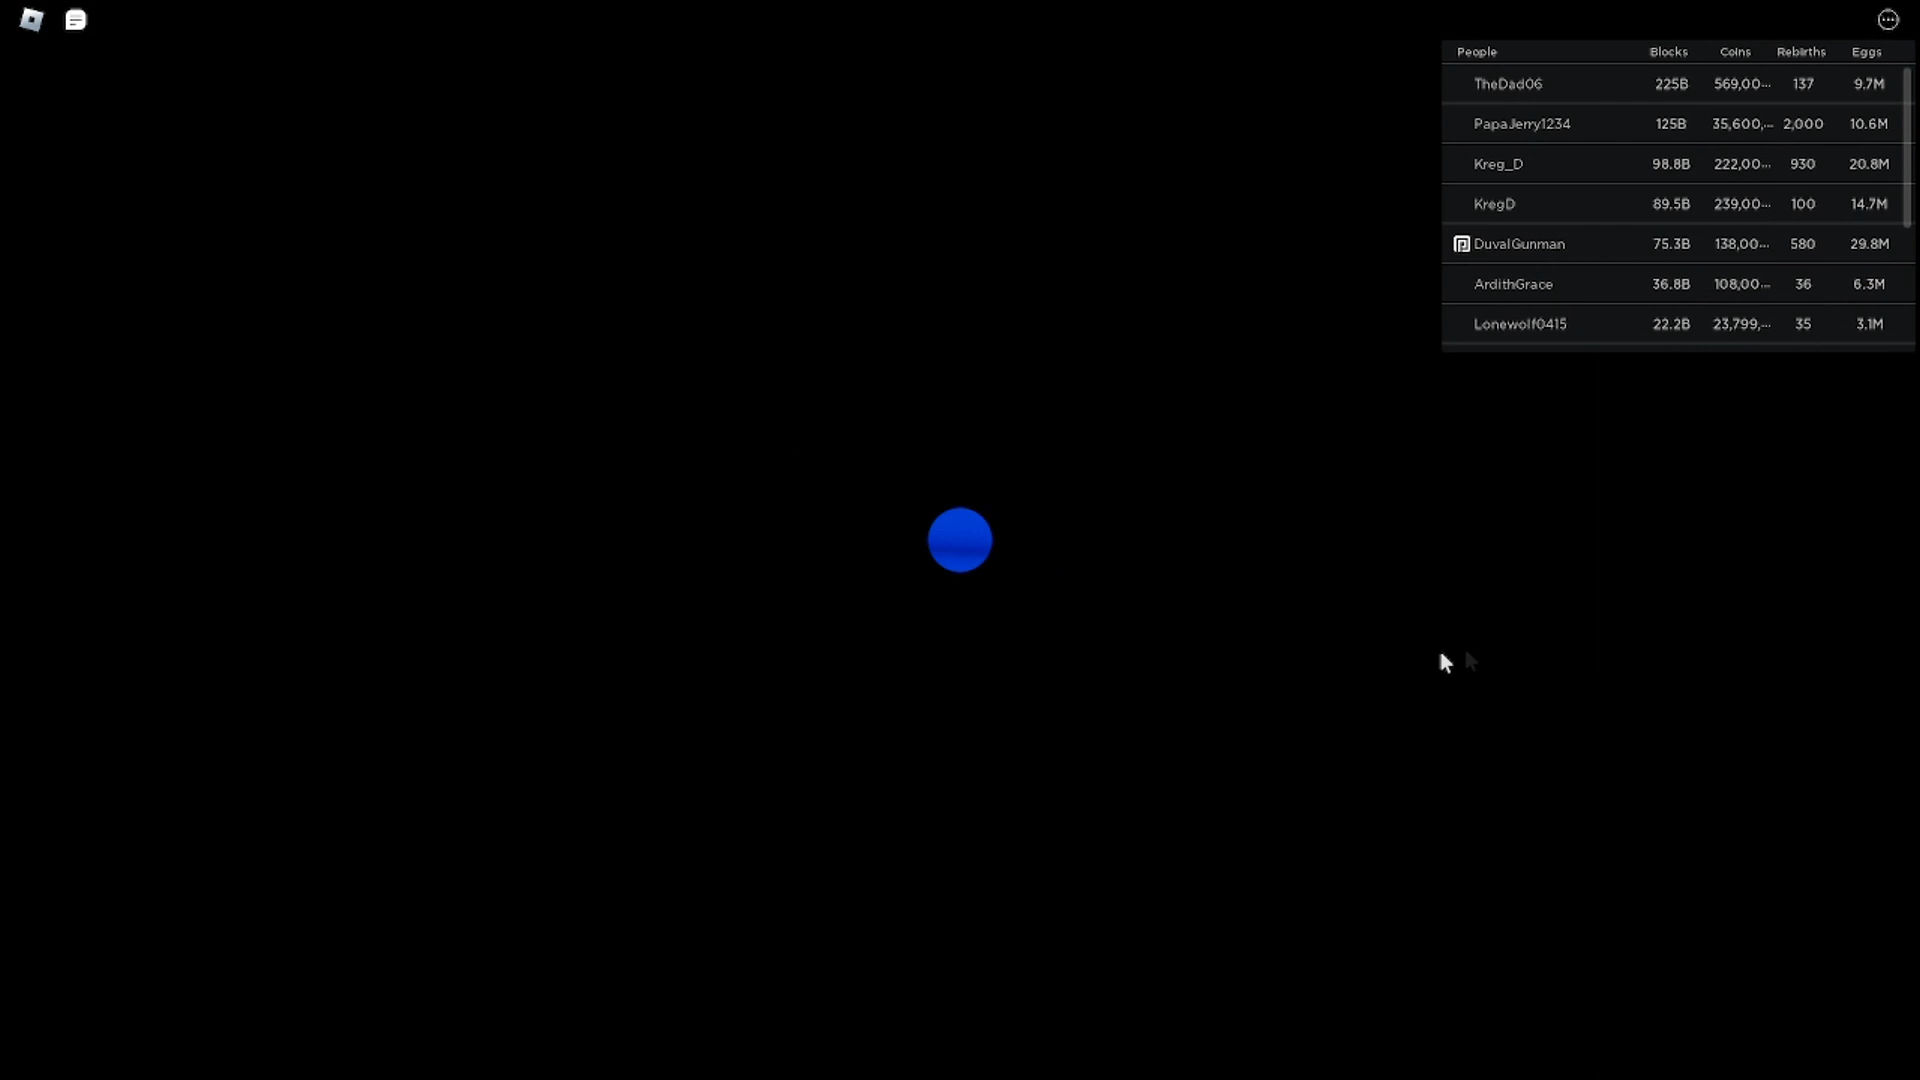 People Blocks Coins Rebirths Eggs
TheDad06 225B 569,00... 137 9.7M
PapaJerry1234 125B 35,600,... 2,000 10.6M
Kreg_D 98.8B 222,00... 930 20.8M
KregD 89.5B 239,00... 100 14.7M
DuvalGunman 75.3B 138,00... 580 29.8M
ArdithGrace 36.8B 108,00... 36 6.3M
Lonewolf0415 22.2B 23,799,... 35 3.1M